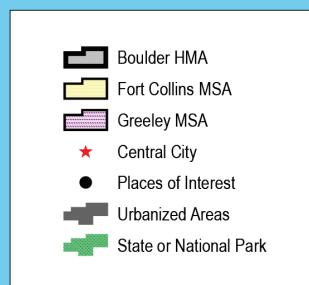 Boulder HMA
Fort Collins MSA
Greeley MSA
Central City
Places of Interest
Urbanized Areas
State or National Park